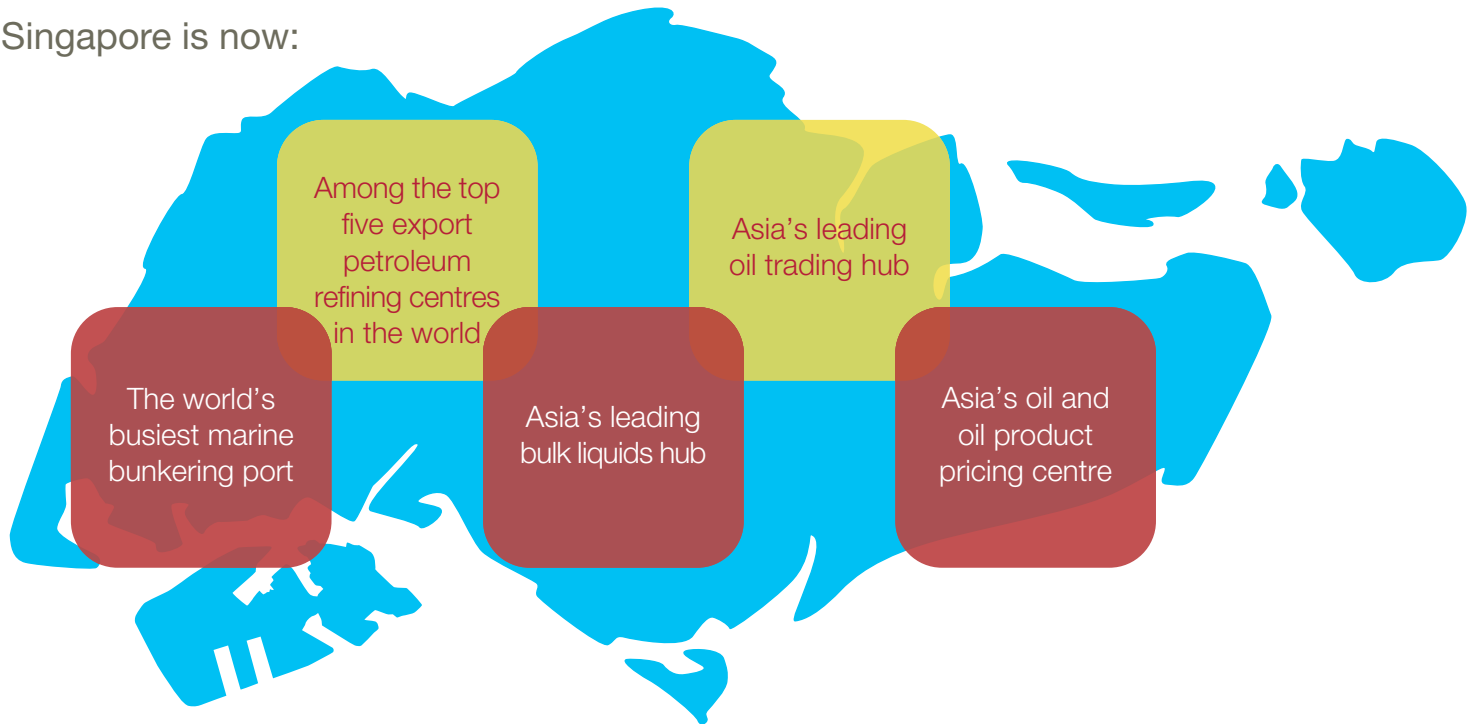 Singapore is now:
Among the top
five export
petroleum
refining centres
in the world
Asia's leading
oil trading hub
The world's
busiest marine
bunkering port
Asia's leading
bulk liquids hub
Asia's oil and
oil product
pricing centre